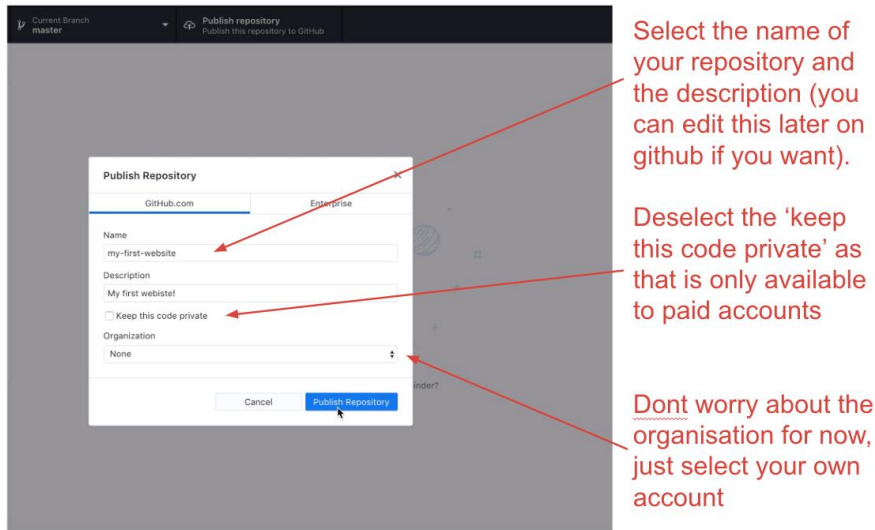 Current Branch
master
Publish repository
Publish this repository to GitHub
Select the name of
your repository and
the description (you
can edit this later on
github if you want).
Publish Repository
GitHub.com
Enterprise
Name
my-first-website
Description
My first webiste!
Keep this code private
Organization
None
inder?
Cancel
Publish Repository
Deselect the ‘keep
this code private’ as
that is only available
to paid accounts
Dont worry about the
organisation for now,
just select your own
account